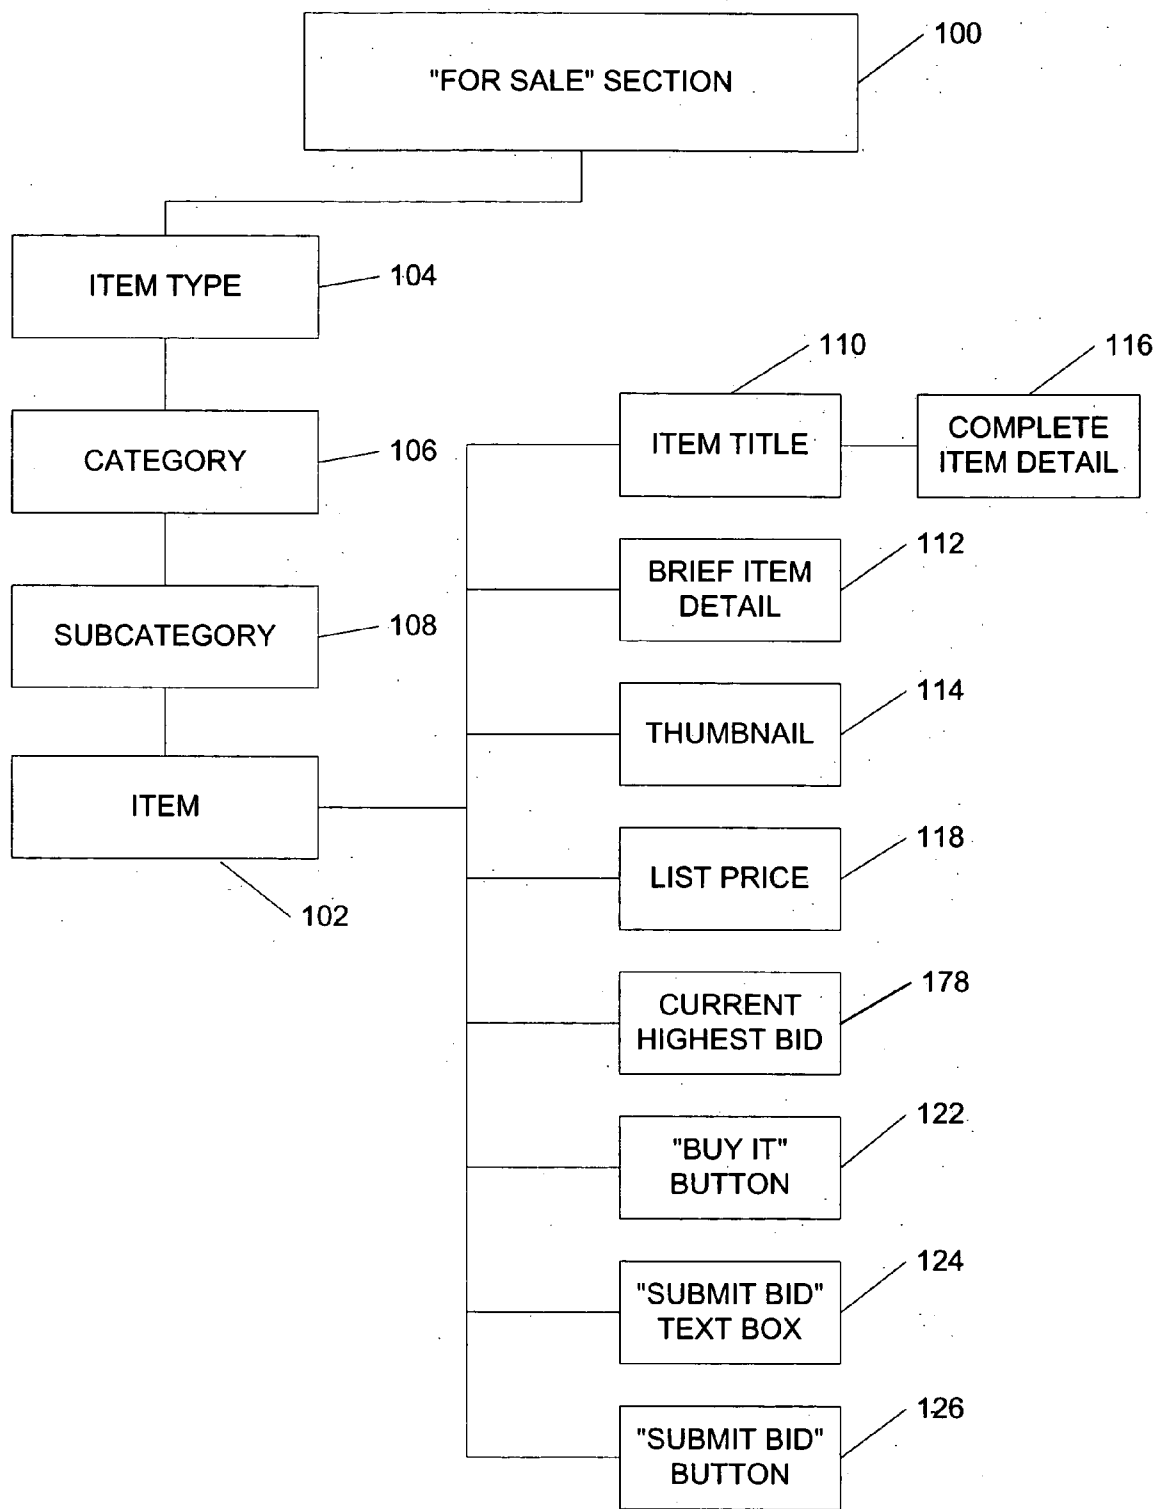 100
"FOR SALE" SECTION
ITEM TYPE
104
110
116
CATEGORY
106
ITEM TITLE
COMPLETE
ITEM DETAIL
112
BRIEF ITEM
DETAIL
SUBCATEGORY
108
114
THUMBNAIL
ITEM
102
118
LIST PRICE
178
CURRENT
HIGHEST BID
122
"BUY IT"
BUTTON
124
"SUBMIT BID"
TEXT BOX
126
"SUBMIT BID"
BUTTON